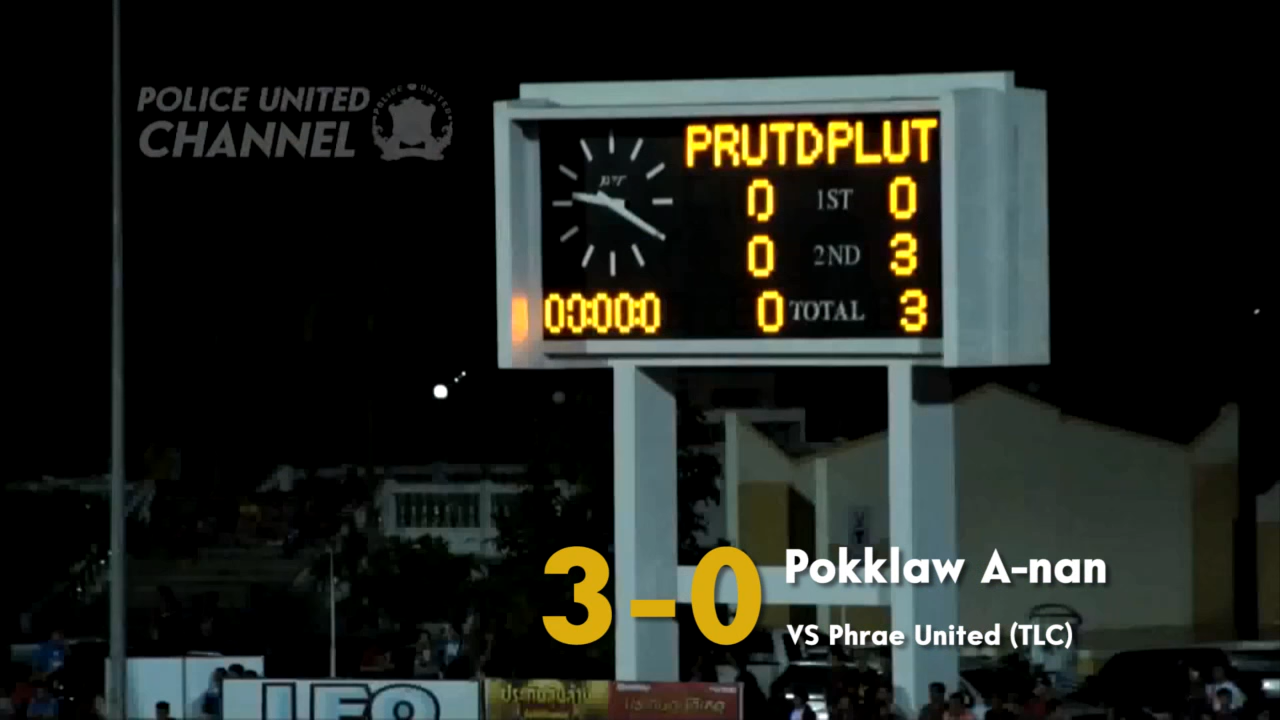 POLICE UNITED
CHANNEL
PRUTDPLUT
0 1ST 0
0 2ND 3
00:00:0 0 TOTAL 3
3-0
Pokklaw A-nan
VS Phrae United (TLC)
LEO